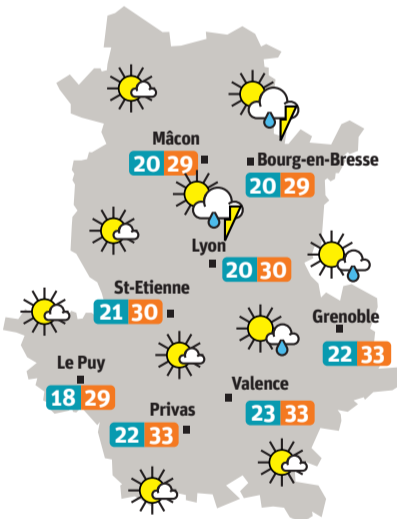 Mâcon
20 29
Bourg-en-Bresse
20 29
Lyon
20 30
St-Etienne
21 30
Grenoble
22 33
Le Puy
18 29
Valence
23 33
Privas
22 33